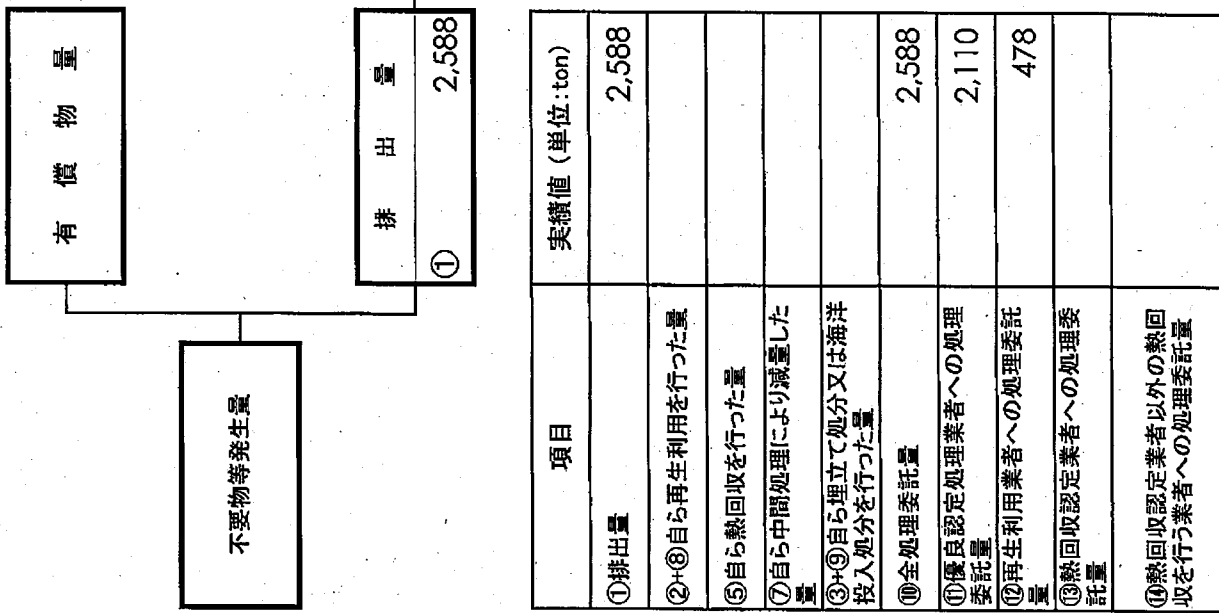 有償物量
不要物等発生量
排出量
① 2,588
項目 実績値(単位:ton)
①排出量 2,588
②+⑧自ら再生利用を行った量
⑤自ら熱回収を行った量
⑦自ら中間処理により減量した
量
③+⑨自ら埋立て処分又は海洋
投入処分を行った量
⑩全処理委託量 2,588
⑪優良認定処理業者への処理
委託量 2,110
⑫再生利用業者への処理委託
量 478
⑬熱回収認定業者への処理委
託量
⑭熱回収認定業者以外の熱回
収を行う業者への処理委託量